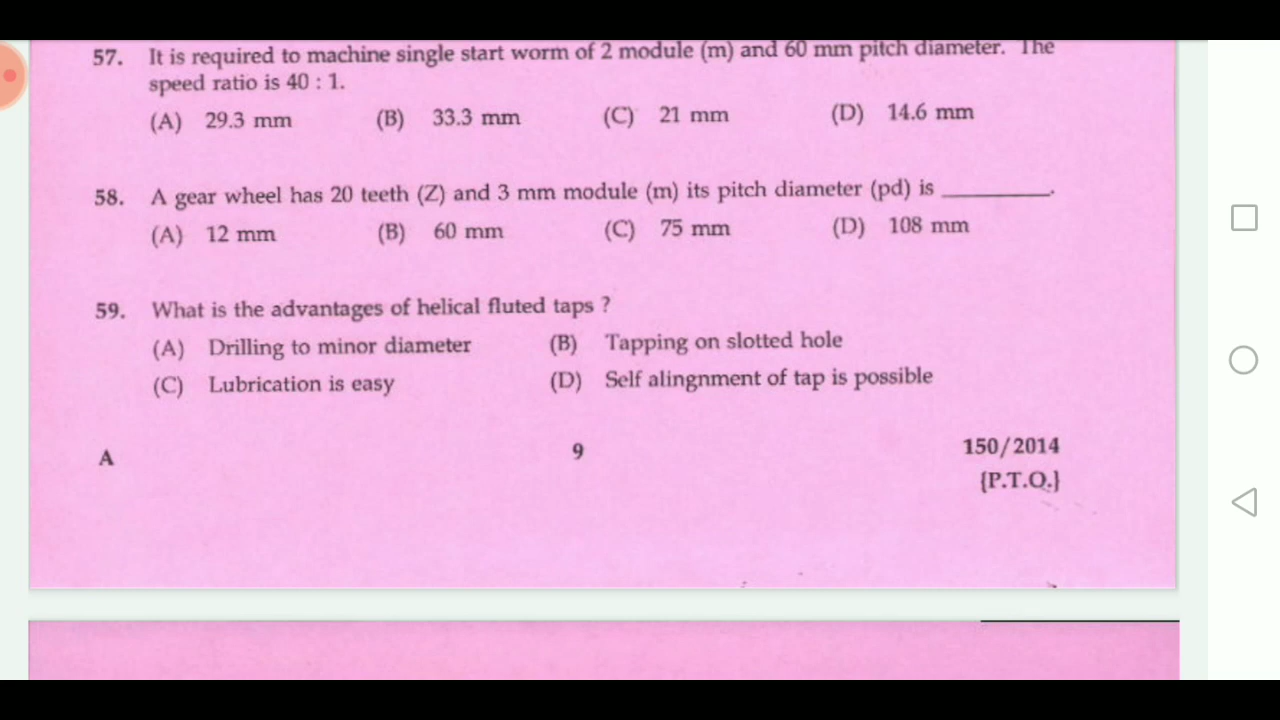 57. It is required to machine single start worm of 2 module (m) and 60 mm pitch diameter. The
speed ratio is 40 : 1.
(A) 29.3 mm (B) 33.3 mm (C) 21 mm (D) 14.6 mm
58. A gear wheel has 20 teeth (Z) and 3 mm module (m) its pitch diameter (pd) is ________.
(A) 12 mm (B) 60 mm (C) 75 mm (D) 108 mm
59. What is the advantages of helical fluted taps ?
(A) Drilling to minor diameter (B) Tapping on slotted hole
(C) Lubrication is easy (D) Self alingnment of tap is possible
A 9 150/2014
{P.T.O.}